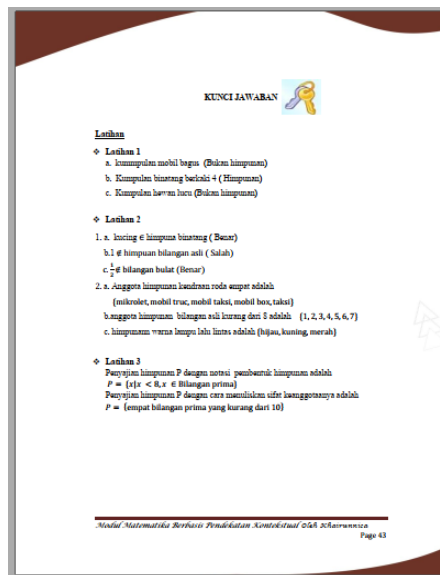 KUNCI JAWABAN
Latihan
❖ Latihan 1
a. kumumpulan mobil bagus (Bukan himpunan)
b. Kumpulan binatang berkaki 4 ( Himpunan)
c. Kumpulan hewan lucu (Bukan himpunan)
❖ Latihan 2
1. a. kucing ∈ himpuna binatang ( Benar)
b.1 ∉ himpuan bilangan asli ( Salah)
c. 1/2 ∉ bilangan bulat (Benar)
2. a. Anggota himpunan kendraan roda empat adalah
(mikrolet, mobil truc, mobil taksi, mobil box, taksi)
b.anggota himpunan bilangan asli kurang dari 8 adalah (1, 2, 3, 4, 5, 6, 7)
c. himpunann warna lampu lalu lintas adalah (hijau, kuning, merah)
❖ Latihan 3
Penyajian himpunan P dengan notasi pembentuk himpunan adalah
P = {x|x < 8, x ∈ Bilangan prima}
Penyajian himpunan P dengan cara menuliskan sifat keanggotaanya adalah
P = {empat bilangan prima yang kurang dari 10}
Modul Matematika Berbasis Pendekatan Kontekstual Oleh Khairunnisa
Page 43